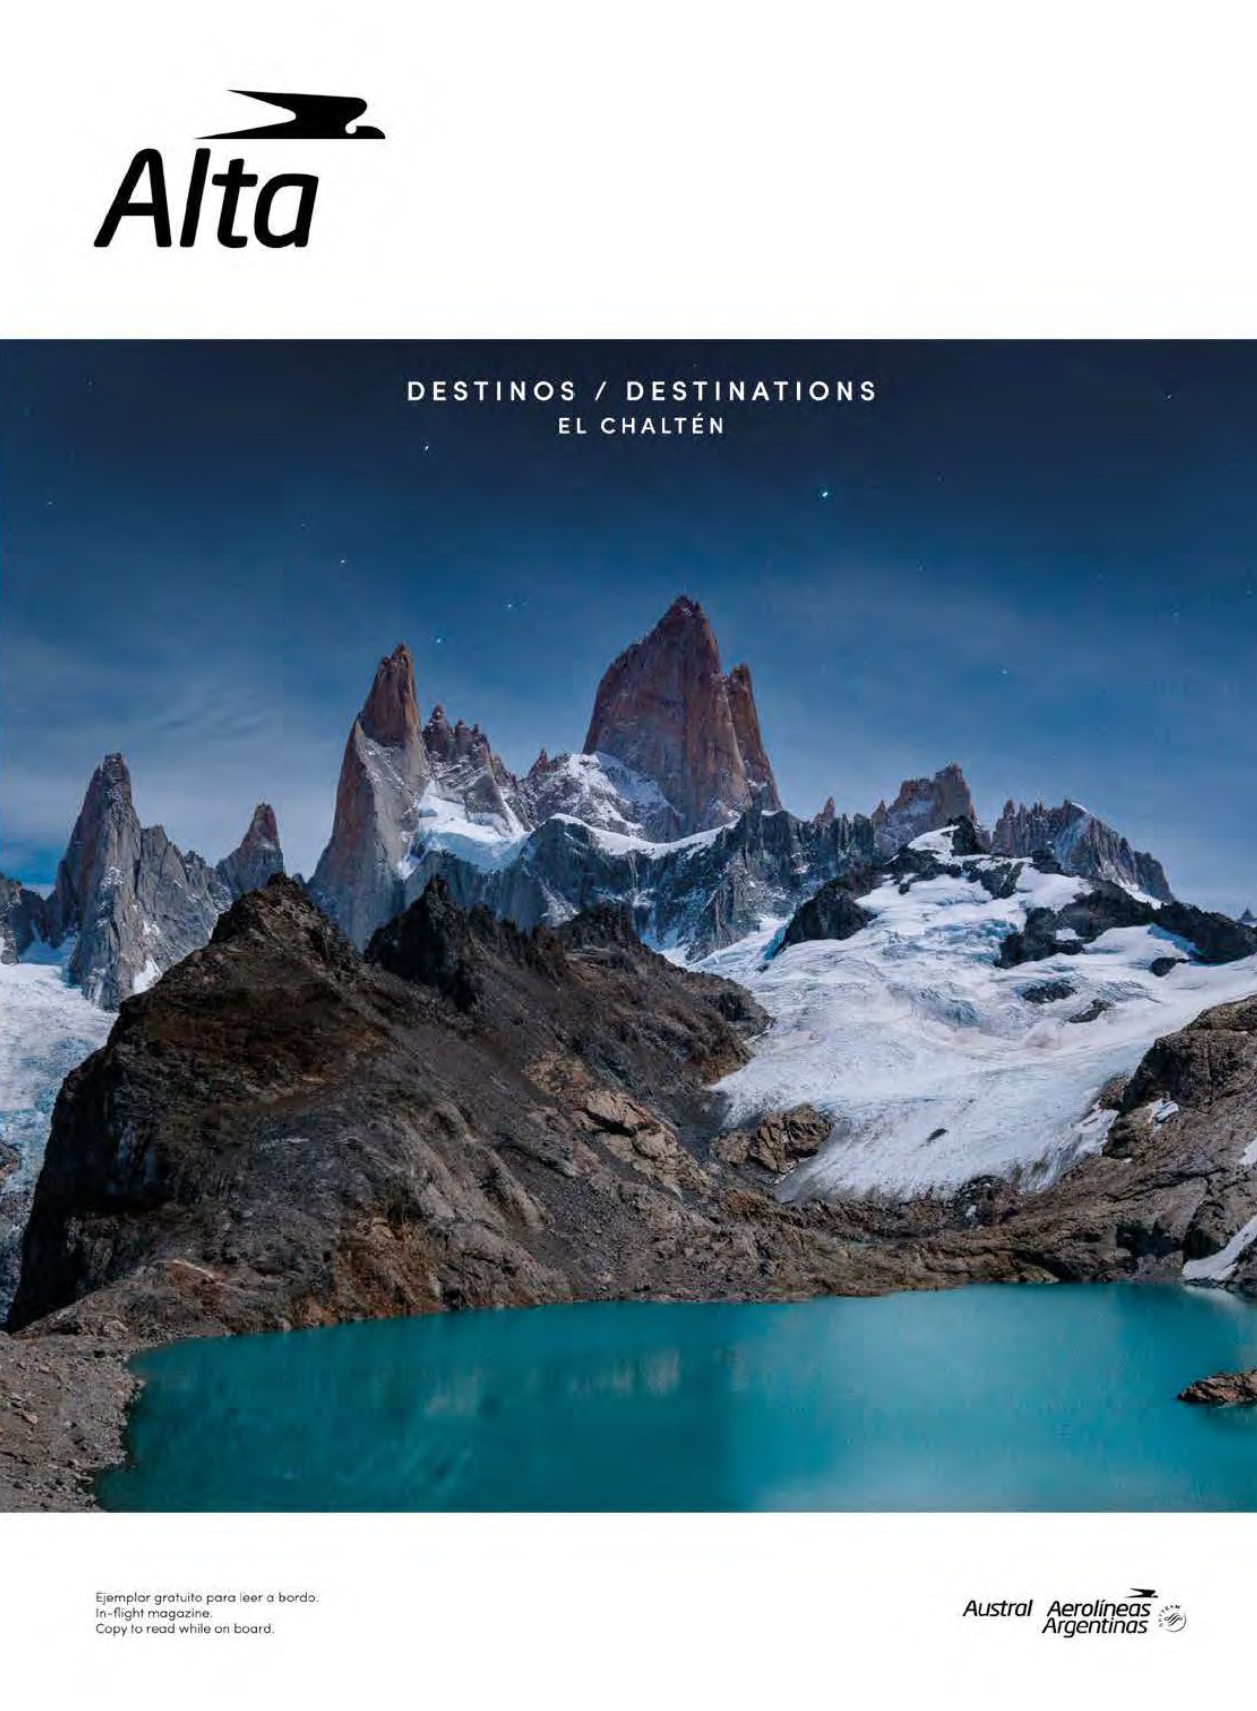 Alta
DESTINOS / DESTINATIONS
EL CHALTÉN
Ejemplar gratuito para leer a bordo.
In-flight magazine.
Copy to read while on board.
Austral Aerolíneas
Argentinas
SKYTEAM